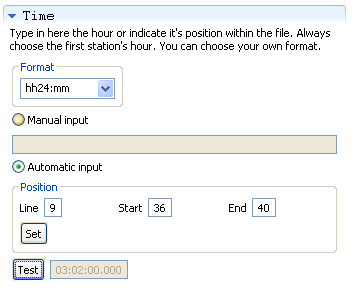 Time
Type in here the hour or indicate it's position within the file. Always
choose the first station's hour. You can choose your own format.
Format
hh24:mm
Manual input
Automatic input
Position
Line 9 Start 36 End 40
Set
Test 03:02:00.000